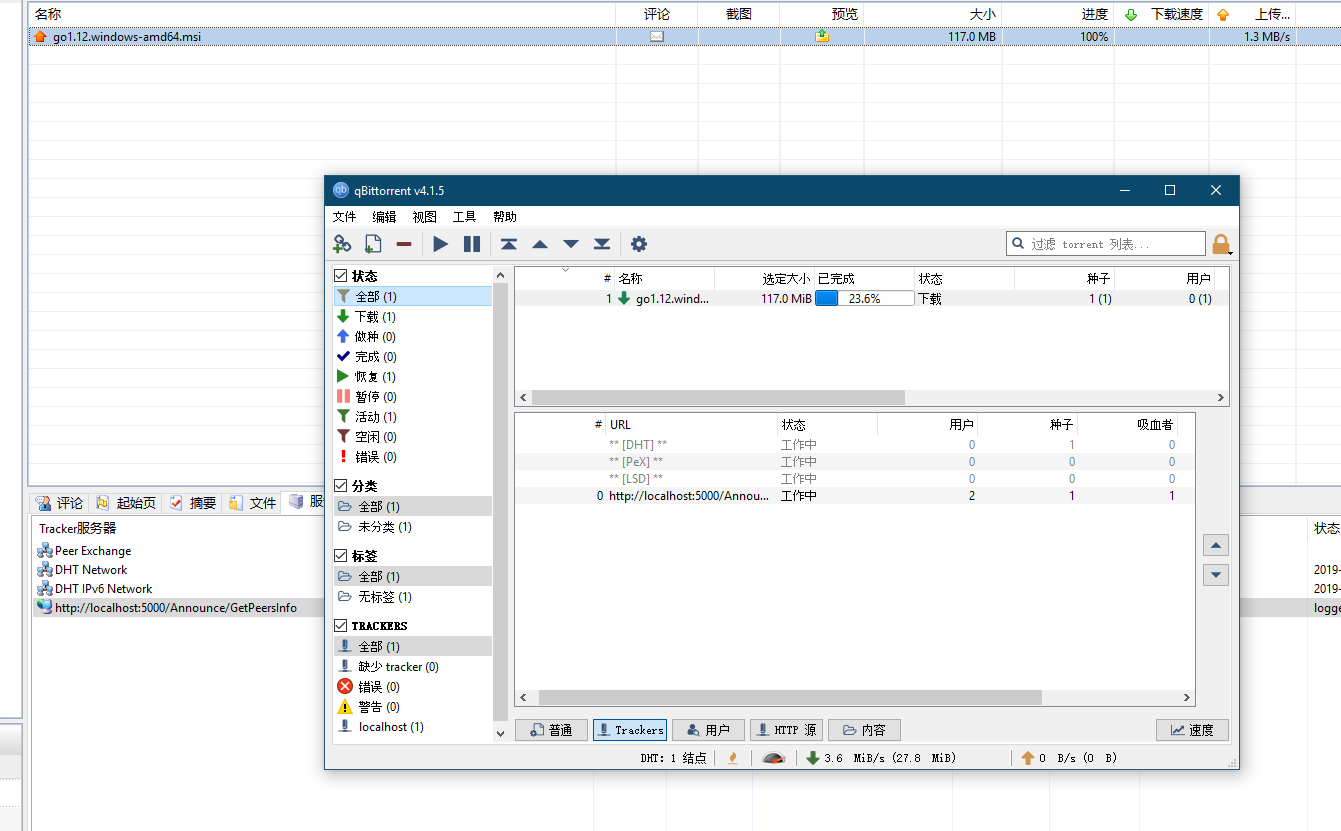 名称 评论 截图 预览 大小 进度 下载速度 上传...
go1.12.windows-amd64.msi 117.0 MB 100% 1.3 MB/s
qb qBittorrent v4.1.5
文件 编辑 视图 工具 帮助
过滤 torrent 列表...
状态
全部 (1)
下载 (1)
做种 (0)
完成 (0)
恢复 (1)
暂停 (0)
活动 (1)
空闲 (0)
错误 (0)
分类
全部 (1)
未分类 (1)
标签
全部 (1)
无标签 (1)
TRACKERS
全部 (1)
缺少 tracker (0)
错误 (0)
警告 (0)
localhost (1)
# 名称 选定大小 已完成 状态 种子 用户
1 go1.12.wind... 117.0 MiB 23.6% 下载 1 (1) 0 (1)
# URL 状态 用户 种子 吸血者
** [DHT] ** 工作中 0 1 0
** [PeX] ** 工作中 0 0 0
** [LSD] ** 工作中 0 0 0
0 http://localhost:5000/Annou... 工作中 2 1 1
普通 Trackers 用户 HTTP 源 内容 速度
DHT: 1 结点 3.6 MiB/s (27.8 MiB) 0 B/s (0 B)
评论 起始页 摘要 文件 服
Tracker服务器 状态
Peer Exchange
DHT Network 2019-
DHT IPv6 Network 2019-
http://localhost:5000/Announce/GetPeersInfo logge